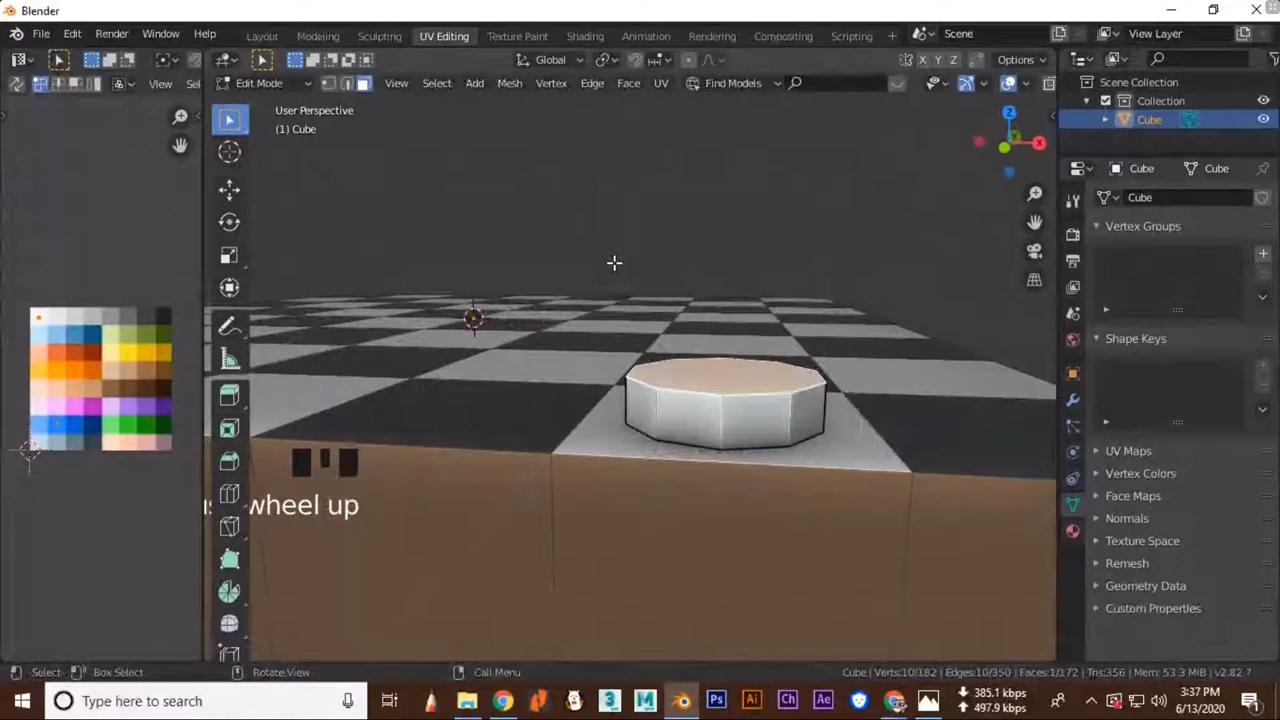 Blender
File Edit Render Window Help Layout Modeling Sculpting UV Editing Texture Paint Shading Animation Rendering Compositing Scripting + Scene View Layer
Global X Y Z Options
View Edit Mode View Select Add Mesh Vertex Edge Face UV Find Models
User Perspective
(1) Cube
Z
X
Scene Collection
Collection
Cube
Cube Cube
Cube
Vertex Groups
Shape Keys
UV Maps
Vertex Colors
Face Maps
Normals
Texture Space
Remesh
Geometry Data
Custom Properties
wheel up
Select Box Select Rotate View Call Menu Cube | Verts:10/182 | Edges:10/350 | Faces:1/172 | Tris:356 | Mem: 53.3 MiB | v2.82.7
Type here to search
385.1 kbps
497.9 kbps
3:37 PM
6/13/2020